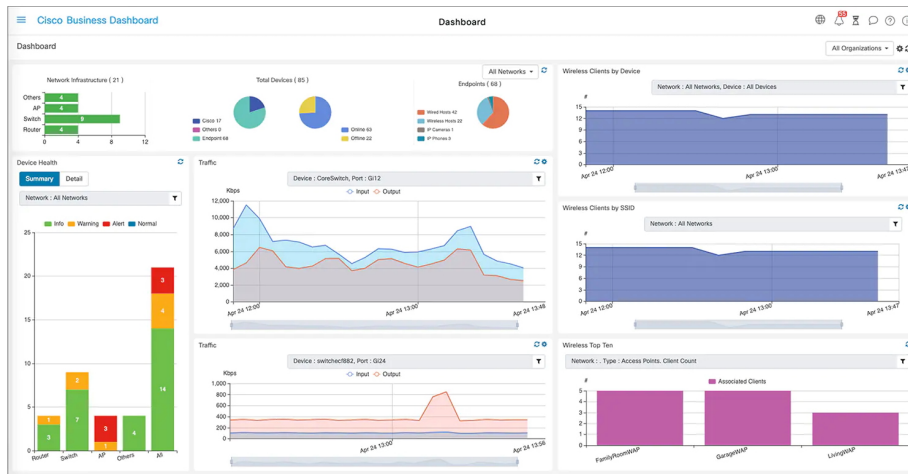 Cisco Business Dashboard
Dashboard
55
Dashboard
All Organizations
Network Infrastructure ( 21 )
Others 4
AP 4
Switch 9
Router 4
0 4 8 12
Total Devices ( 85 )
Cisco 17
Others 0
Endpoint 68
Online 63
Offline 22
All Networks
Endpoints ( 68 )
Wired Hosts 42
Wireless Hosts 22
IP Cameras 1
IP Phones 3
Wireless Clients by Device
Network : All Networks, Device : All Devices
#
15
12
9
6
3
0
Apr 24 12:00 Apr 24 13:00 Apr 24 13:47
Device Health
Summary Detail
Network : All Networks
Info Warning Alert Normal
25
20
15
10
5
0
1
3
2
7
3
1
4
3
4
14
Router Switch AP Others All
Traffic
Device : CoreSwitch, Port : Gi12
Input Output
Kbps
12,000
10,000
8,000
6,000
4,000
2,000
0
Apr 24 12:00 Apr 24 13:00 Apr 24 13:48
Wireless Clients by SSID
Network : All Networks
#
15
12
9
6
3
0
Apr 24 12:00 Apr 24 13:00 Apr 24 13:47
Traffic
Device : switchecf882, Port : Gi24
Input Output
Kbps
1,000
800
600
400
200
0
Apr 24 13:00 Apr 24 13:56
Wireless Top Ten
Network : . Type : Access Points. Client Count
Associated Clients
#
5
4
3
2
1
0
FamilyRoomWAP GarageWAP LivingWAP